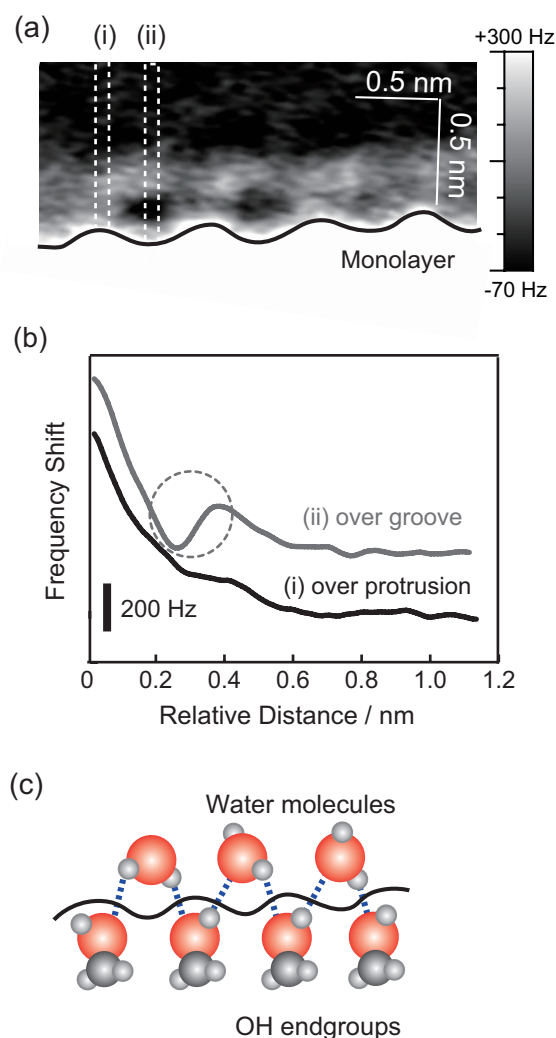 (a)
(i) (ii)
+300 Hz
0.5 nm
0.5 nm
Monolayer
-70 Hz
(b)
Frequency Shift
(ii) over groove
(i) over protrusion
200 Hz
0 0.2 0.4 0.6 0.8 1.0 1.2
Relative Distance / nm
(c)
Water molecules
OH endgroups